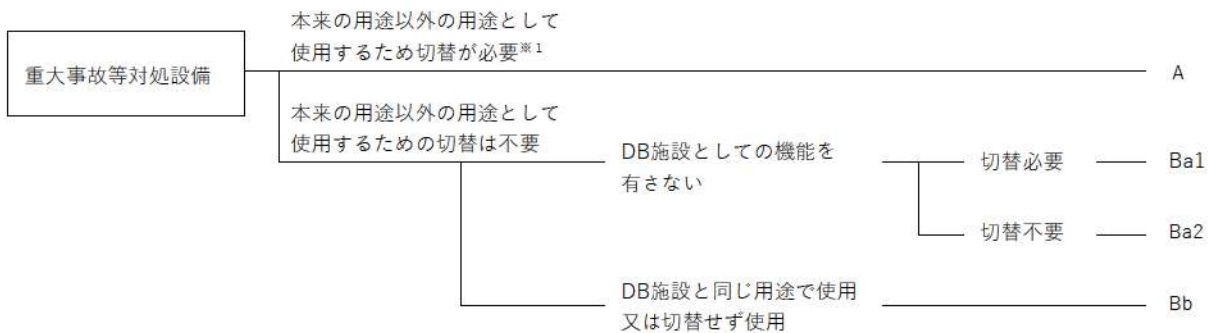 本来の用途以外の用途として
使用するため切替が必要※1
重大事故等対処設備
A
本来の用途以外の用途として
使用するための切替は不要
DB施設としての機能を
有さない
切替必要
Ba1
切替不要
Ba2
DB施設と同じ用途で使用
又は切替せず使用
Bb